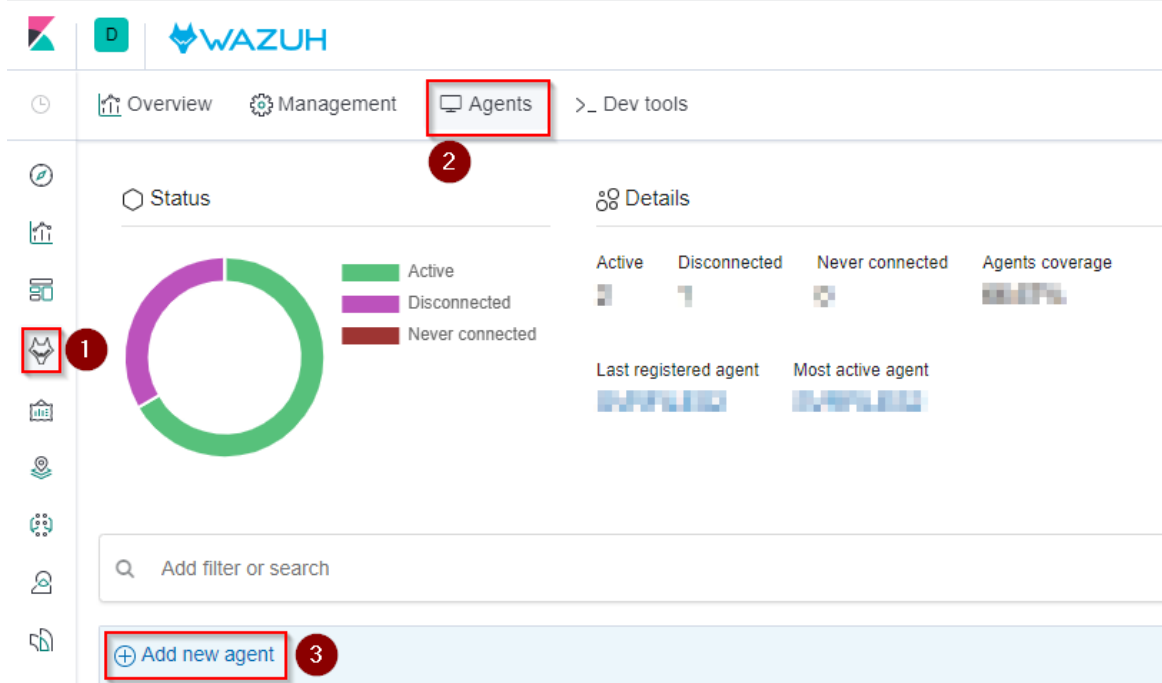 D WAZUH
Overview Management Agents >_ Dev tools
2
Status Details
Active Disconnected Never connected Agents coverage
Active
Disconnected
Never connected
1
Last registered agent Most active agent
Add filter or search
Add new agent 3